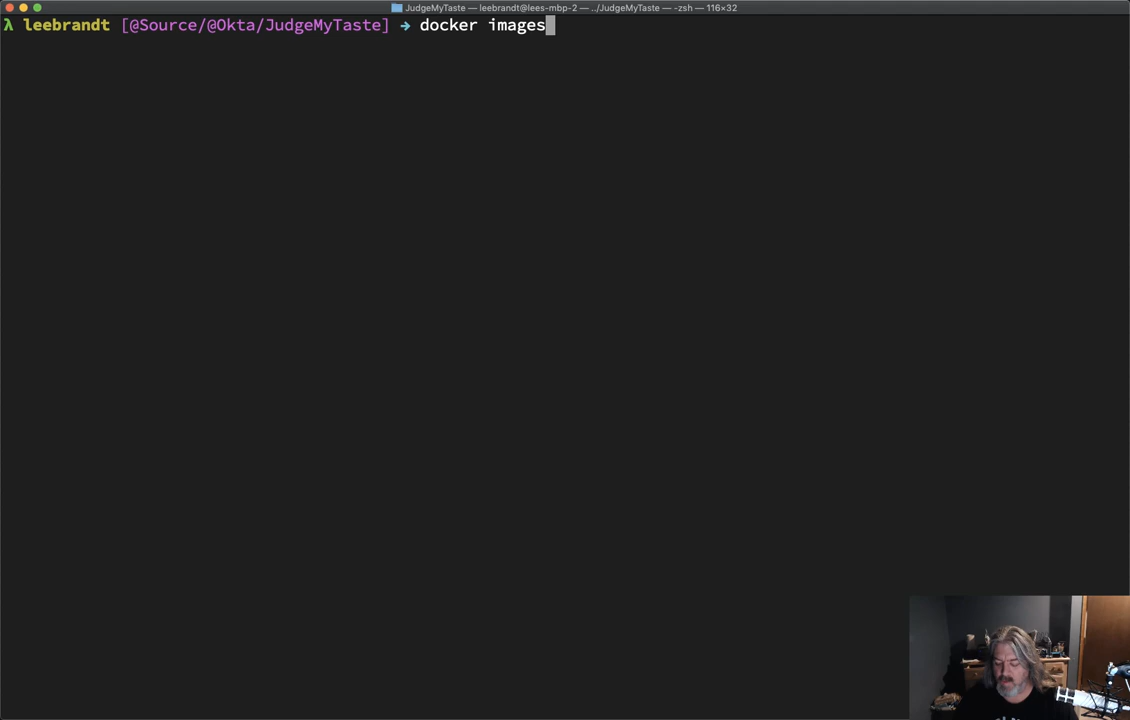 JudgeMyTaste — leebrandt@lees-mbp-2 — ../JudgeMyTaste — -zsh — 116×32
λ leebrandt [@Source/@Okta/JudgeMyTaste] → docker images